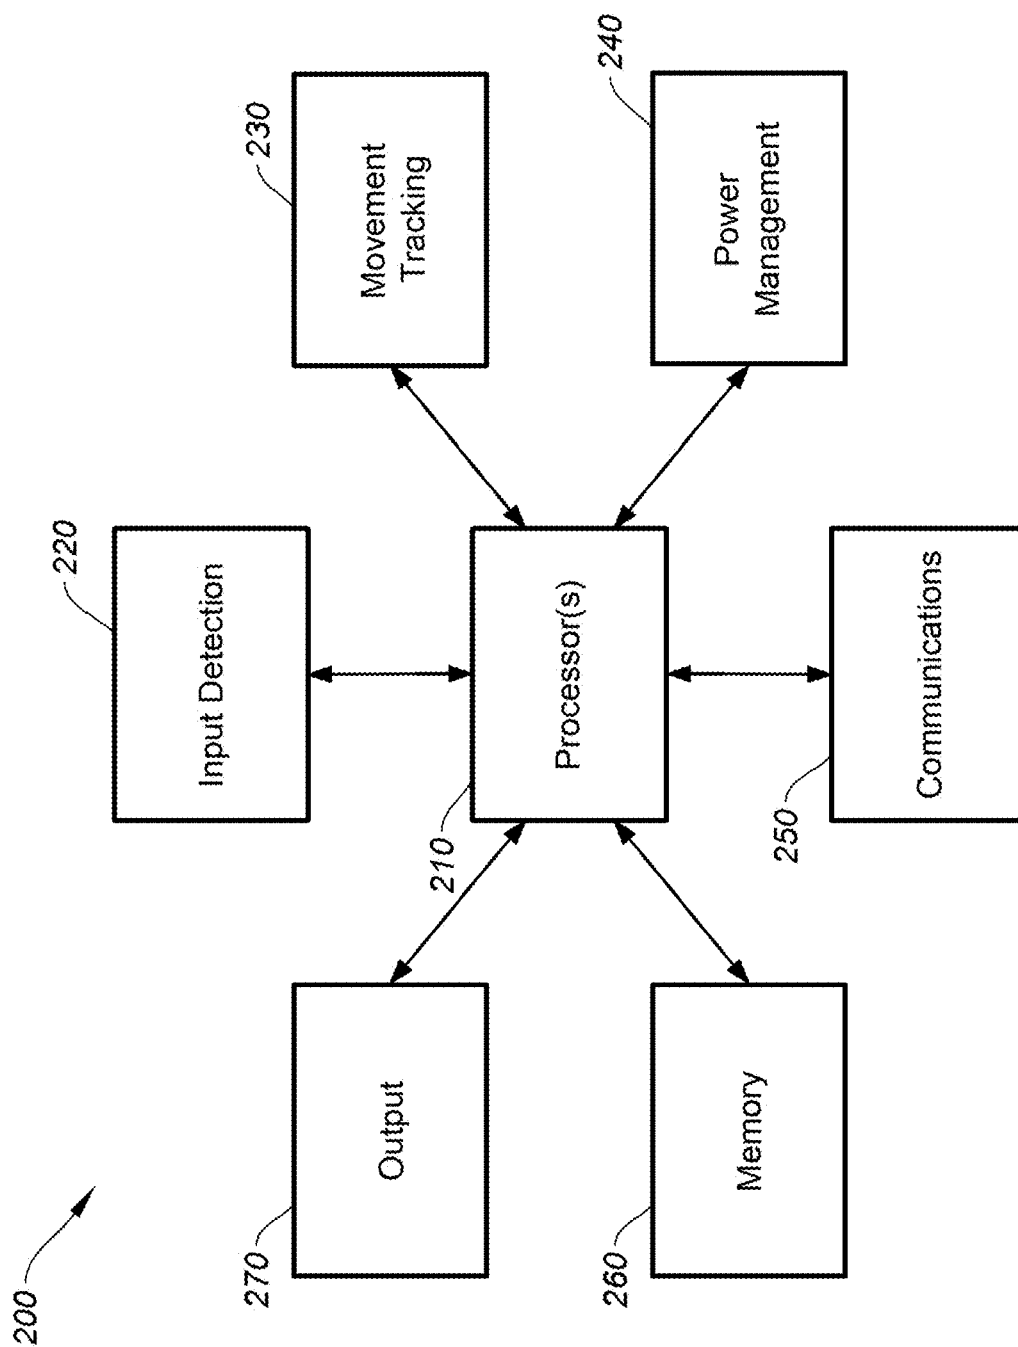 200
220
Input Detection
270
Output
230
Movement
Tracking
210
Processor(s)
260
Memory
240
Power
Management
250
Communications